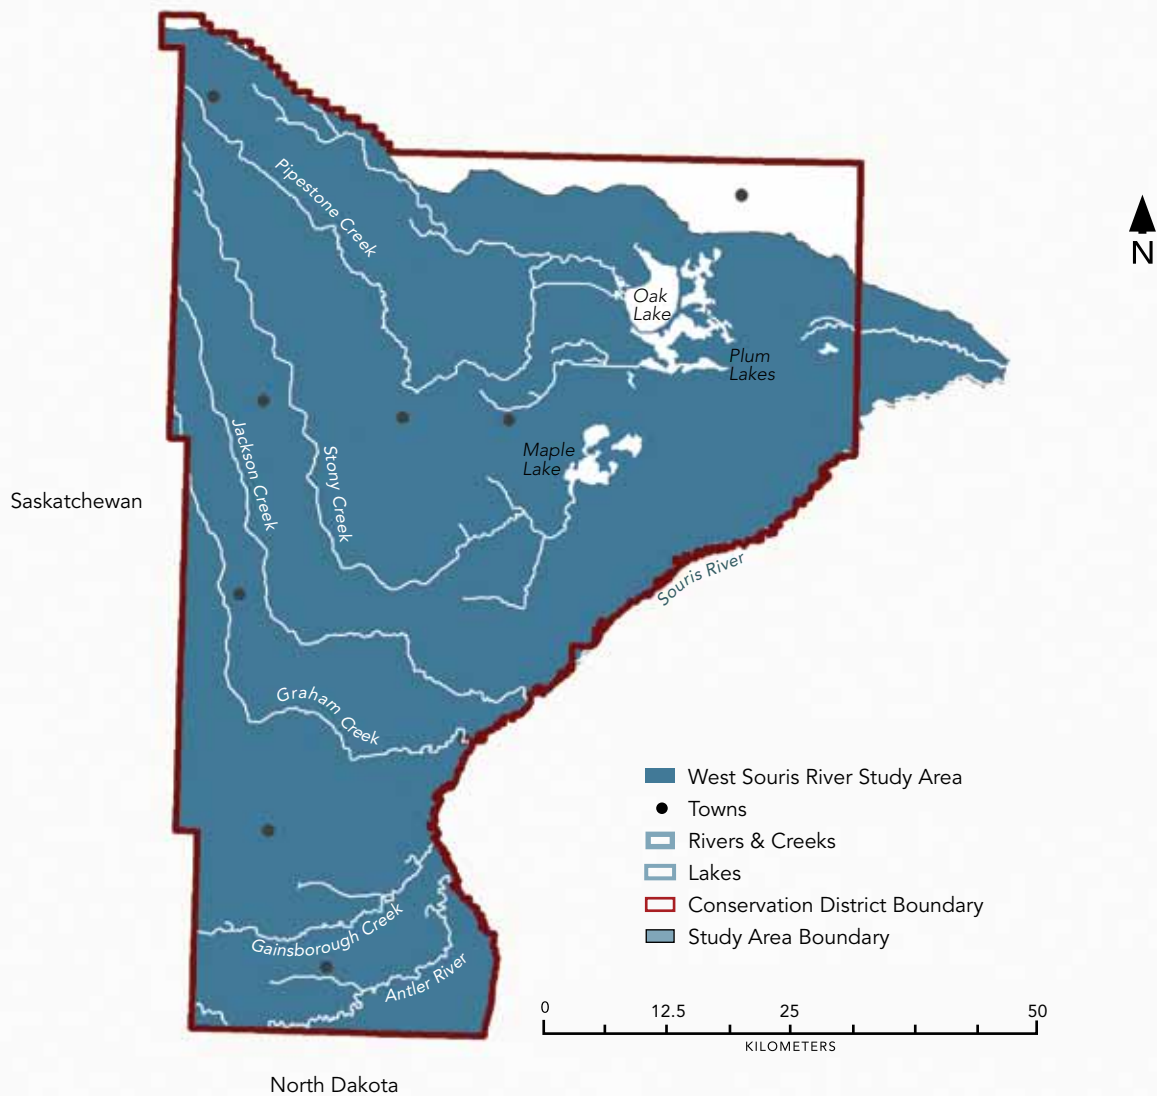 Pipestone Creek
N
Oak
Lake
Plum
Lakes
Jackson Creek
Stony Creek
Maple
Lake
Saskatchewan
Souris River
Graham Creek
West Souris River Study Area
Towns
Rivers & Creeks
Lakes
Conservation District Boundary
Study Area Boundary
Gainsborough Creek
Antler River
0 12.5 25 50
KILOMETERS
North Dakota